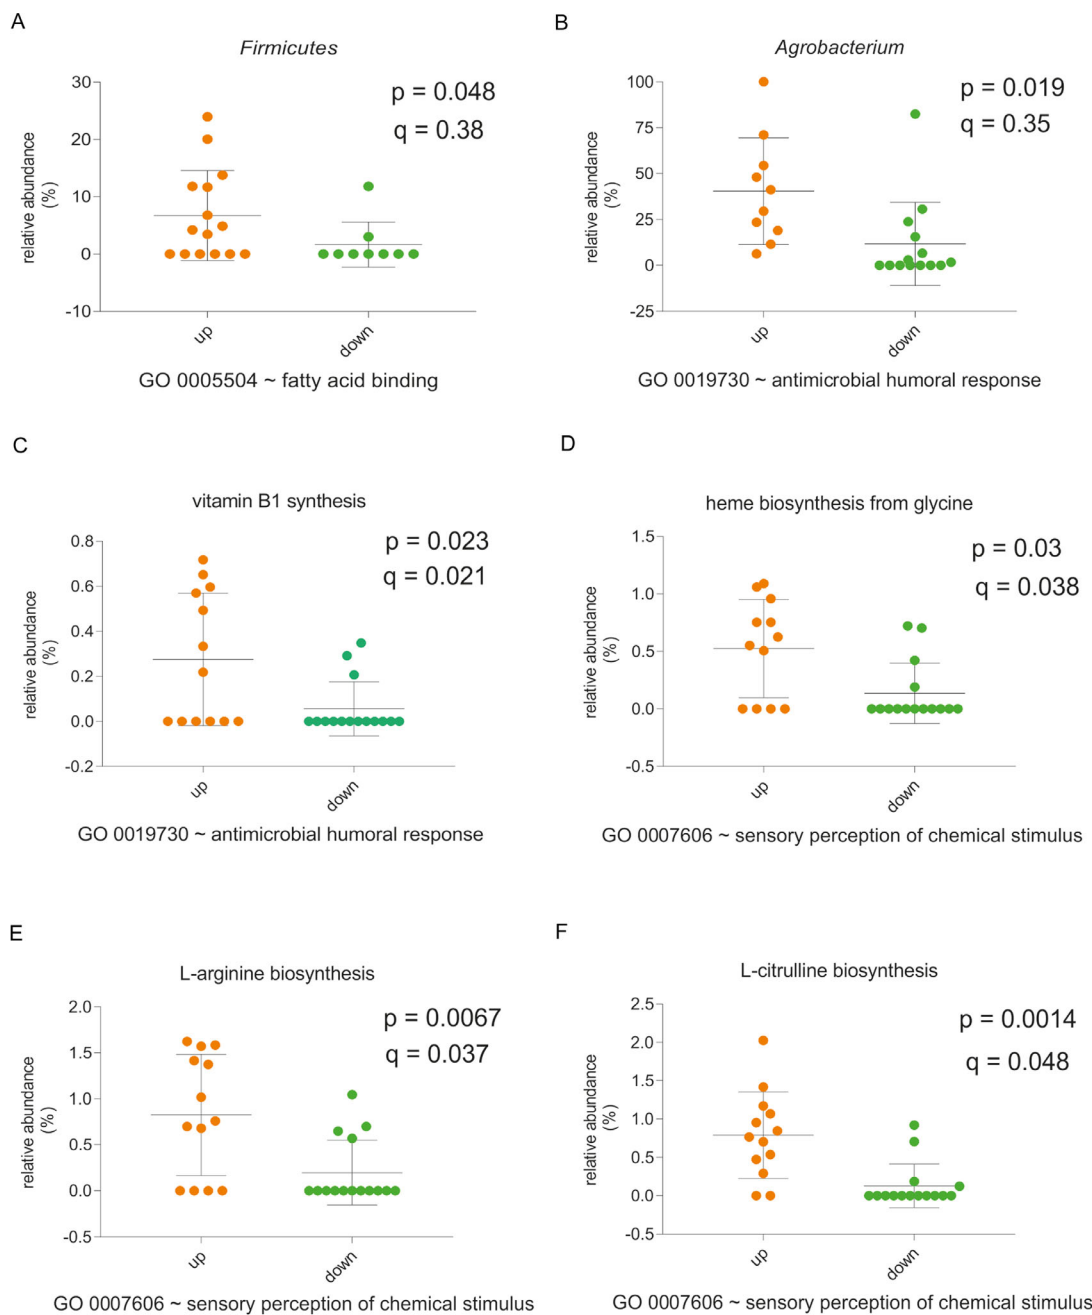 A
Firmicutes
p = 0.048
q = 0.38
30
20
10
0
-10
relative abundance
(%)
up
down
GO 0005504 ~ fatty acid binding
B
Agrobacterium
p = 0.019
q = 0.35
100
75
50
25
0
-25
relative abundance
(%)
up
down
GO 0019730 ~ antimicrobial humoral response
C
vitamin B1 synthesis
p = 0.023
q = 0.021
0.8
0.6
0.4
0.2
0.0
-0.2
relative abundance
(%)
up
down
GO 0019730 ~ antimicrobial humoral response
D
heme biosynthesis from glycine
p = 0.03
q = 0.038
1.5
1.0
0.5
0.0
-0.5
relative abundance
(%)
up
down
GO 0007606 ~ sensory perception of chemical stimulus
E
L-arginine biosynthesis
p = 0.0067
q = 0.037
2.0
1.5
1.0
0.5
0.0
-0.5
relative abundance
(%)
up
down
GO 0007606 ~ sensory perception of chemical stimulus
F
L-citrulline biosynthesis
p = 0.0014
q = 0.048
2.5
2.0
1.5
1.0
0.5
0.0
-0.5
relative abundance
(%)
up
down
GO 0007606 ~ sensory perception of chemical stimulus